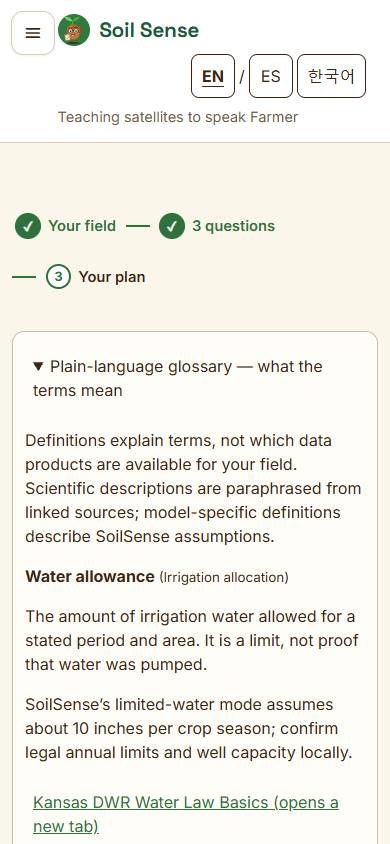 Soil Sense
EN / ES 한국어
Teaching satellites to speak Farmer
Your field
3 questions
3 Your plan
▼ Plain-language glossary — what the
terms mean
Definitions explain terms, not which data
products are available for your field.
Scientific descriptions are paraphrased from
linked sources; model-specific definitions
describe SoilSense assumptions.
Water allowance (Irrigation allocation)
The amount of irrigation water allowed for a
stated period and area. It is a limit, not proof
that water was pumped.
SoilSense’s limited-water mode assumes
about 10 inches per crop season; confirm
legal annual limits and well capacity locally.
Kansas DWR Water Law Basics (opens a
new tab)